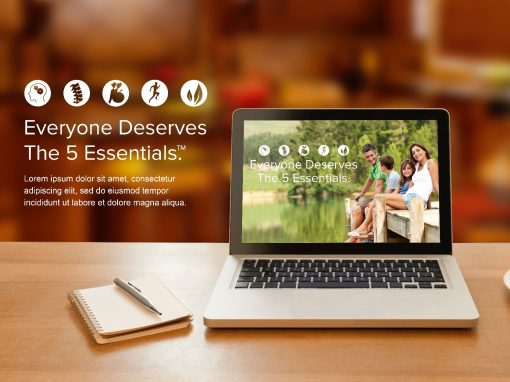 Everyone Deserves
The 5 Essentials.™
Lorem ipsum dolor sit amet, consectetur
adipiscing elit, sed do eiusmod tempor
incididunt ut labore et dolore magna aliqua.
Everyone Deserves
The 5 Essentials.